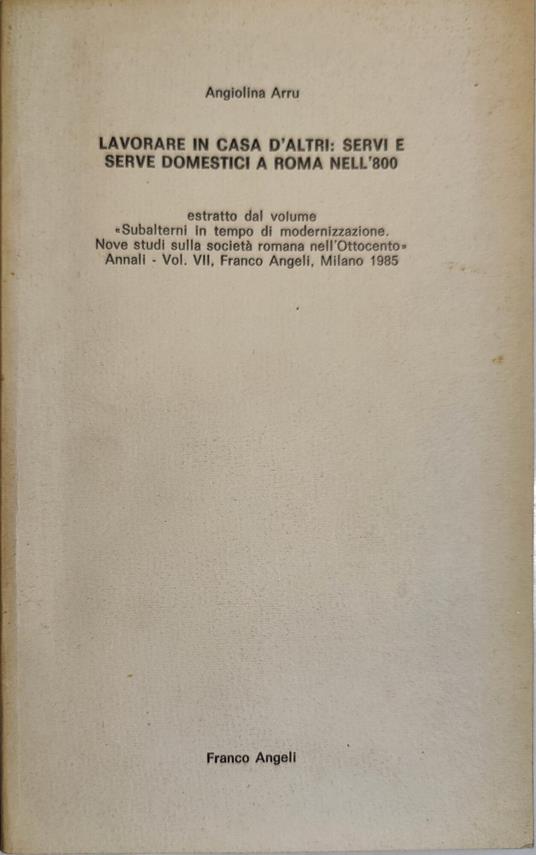 Angiolina Arru
LAVORARE IN CASA D'ALTRI: SERVI E
SERVE DOMESTICI A ROMA NELL'800
estratto dal volume
«Subalterni in tempo di modernizzazione.
Nove studi sulla società romana nell'Ottocento»
Annali - Vol. VII, Franco Angeli, Milano 1985
Franco Angeli